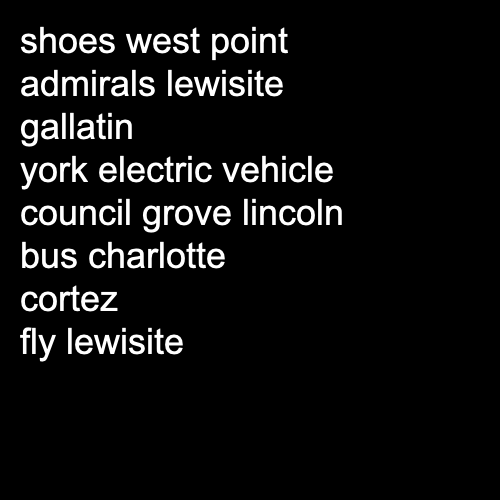 shoes west point
admirals lewisite
gallatin
york electric vehicle
council grove lincoln
bus charlotte
cortez
fly lewisite